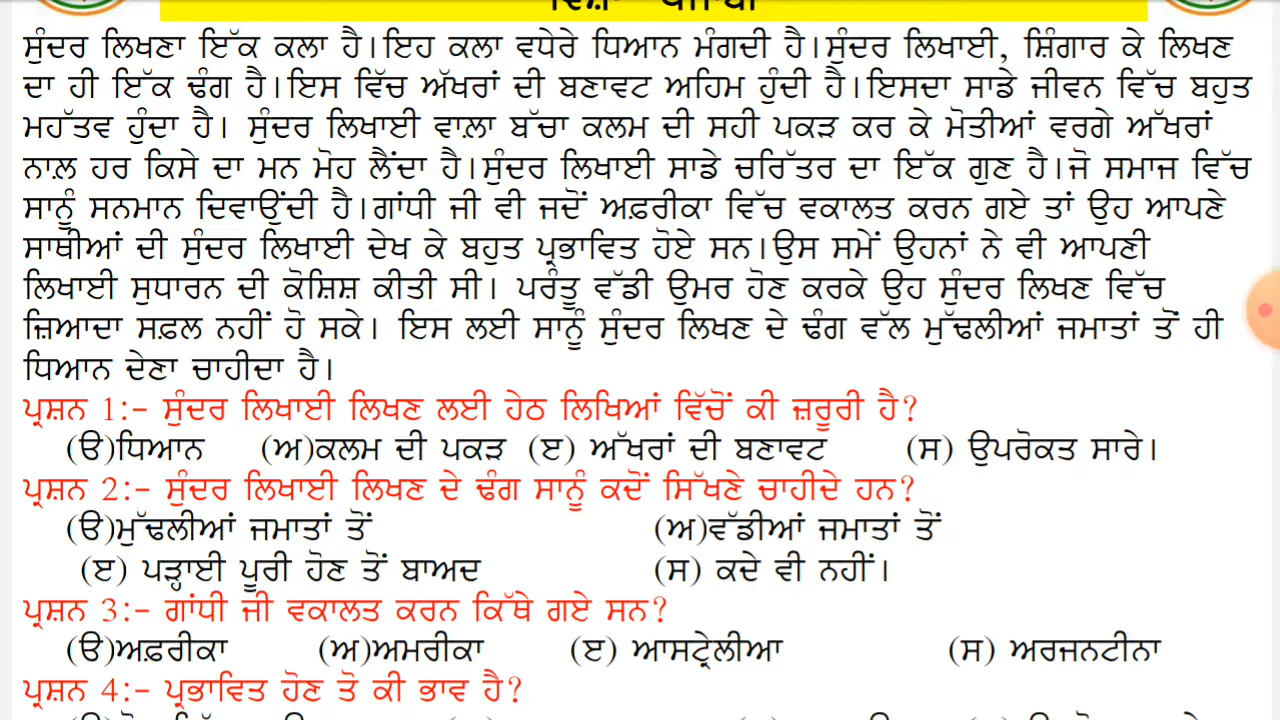 ਸੁੰਦਰ ਲਿਖਣਾ ਇੱਕ ਕਲਾ ਹੈ।ਇਹ ਕਲਾ ਵਧੇਰੇ ਧਿਆਨ ਮੰਗਦੀ ਹੈ।ਸੁੰਦਰ ਲਿਖਾਈ, ਸ਼ਿੰਗਾਰ ਕੇ ਲਿਖਣ
ਦਾ ਹੀ ਇੱਕ ਢੰਗ ਹੈ।ਇਸ ਵਿੱਚ ਅੱਖਰਾਂ ਦੀ ਬਣਾਵਟ ਅਹਿਮ ਹੁੰਦੀ ਹੈ।ਇਸਦਾ ਸਾਡੇ ਜੀਵਨ ਵਿੱਚ ਬਹੁਤ
ਮਹੱਤਵ ਹੁੰਦਾ ਹੈ। ਸੁੰਦਰ ਲਿਖਾਈ ਵਾਲ਼ਾ ਬੱਚਾ ਕਲਮ ਦੀ ਸਹੀ ਪਕੜ ਕਰ ਕੇ ਮੋਤੀਆਂ ਵਰਗੇ ਅੱਖਰਾਂ
ਨਾਲ਼ ਹਰ ਕਿਸੇ ਦਾ ਮਨ ਮੋਹ ਲੈਂਦਾ ਹੈ।ਸੁੰਦਰ ਲਿਖਾਈ ਸਾਡੇ ਚਰਿੱਤਰ ਦਾ ਇੱਕ ਗੁਣ ਹੈ।ਜੋ ਸਮਾਜ ਵਿੱਚ
ਸਾਨੂੰ ਸਨਮਾਨ ਦਿਵਾਉਂਦੀ ਹੈ।ਗਾਂਧੀ ਜੀ ਵੀ ਜਦੋਂ ਅਫ਼ਰੀਕਾ ਵਿੱਚ ਵਕਾਲਤ ਕਰਨ ਗਏ ਤਾਂ ਉਹ ਆਪਣੇ
ਸਾਥੀਆਂ ਦੀ ਸੁੰਦਰ ਲਿਖਾਈ ਦੇਖ ਕੇ ਬਹੁਤ ਪ੍ਰਭਾਵਿਤ ਹੋਏ ਸਨ।ਉਸ ਸਮੇਂ ਉਹਨਾਂ ਨੇ ਵੀ ਆਪਣੀ
ਲਿਖਾਈ ਸੁਧਾਰਨ ਦੀ ਕੋਸ਼ਿਸ਼ ਕੀਤੀ ਸੀ। ਪਰੰਤੂ ਵੱਡੀ ਉਮਰ ਹੋਣ ਕਰਕੇ ਉਹ ਸੁੰਦਰ ਲਿਖਣ ਵਿੱਚ
ਜ਼ਿਆਦਾ ਸਫ਼ਲ ਨਹੀਂ ਹੋ ਸਕੇ। ਇਸ ਲਈ ਸਾਨੂੰ ਸੁੰਦਰ ਲਿਖਣ ਦੇ ਢੰਗ ਵੱਲ ਮੁੱਢਲੀਆਂ ਜਮਾਤਾਂ ਤੋਂ ਹੀ
ਧਿਆਨ ਦੇਣਾ ਚਾਹੀਦਾ ਹੈ।
ਪ੍ਰਸ਼ਨ 1:- ਸੁੰਦਰ ਲਿਖਾਈ ਲਿਖਣ ਲਈ ਹੇਠ ਲਿਖਿਆਂ ਵਿੱਚੋਂ ਕੀ ਜ਼ਰੂਰੀ ਹੈ?
(ੳ)ਧਿਆਨ (ਅ)ਕਲਮ ਦੀ ਪਕੜ (ੲ) ਅੱਖਰਾਂ ਦੀ ਬਣਾਵਟ (ਸ) ਉਪਰੋਕਤ ਸਾਰੇ।
ਪ੍ਰਸ਼ਨ 2:- ਸੁੰਦਰ ਲਿਖਾਈ ਲਿਖਣ ਦੇ ਢੰਗ ਸਾਨੂੰ ਕਦੋਂ ਸਿੱਖਣੇ ਚਾਹੀਦੇ ਹਨ?
(ੳ)ਮੁੱਢਲੀਆਂ ਜਮਾਤਾਂ ਤੋਂ (ਅ)ਵੱਡੀਆਂ ਜਮਾਤਾਂ ਤੋਂ
(ੲ) ਪੜ੍ਹਾਈ ਪੂਰੀ ਹੋਣ ਤੋਂ ਬਾਅਦ (ਸ) ਕਦੇ ਵੀ ਨਹੀਂ।
ਪ੍ਰਸ਼ਨ 3:- ਗਾਂਧੀ ਜੀ ਵਕਾਲਤ ਕਰਨ ਕਿੱਥੇ ਗਏ ਸਨ?
(ੳ)ਅਫ਼ਰੀਕਾ (ਅ)ਅਮਰੀਕਾ (ੲ) ਆਸਟ੍ਰੇਲੀਆ (ਸ) ਅਰਜਨਟੀਨਾ
ਪ੍ਰਸ਼ਨ 4:- ਪ੍ਰਭਾਵਿਤ ਹੋਣ ਤੋ ਕੀ ਭਾਵ ਹੈ?